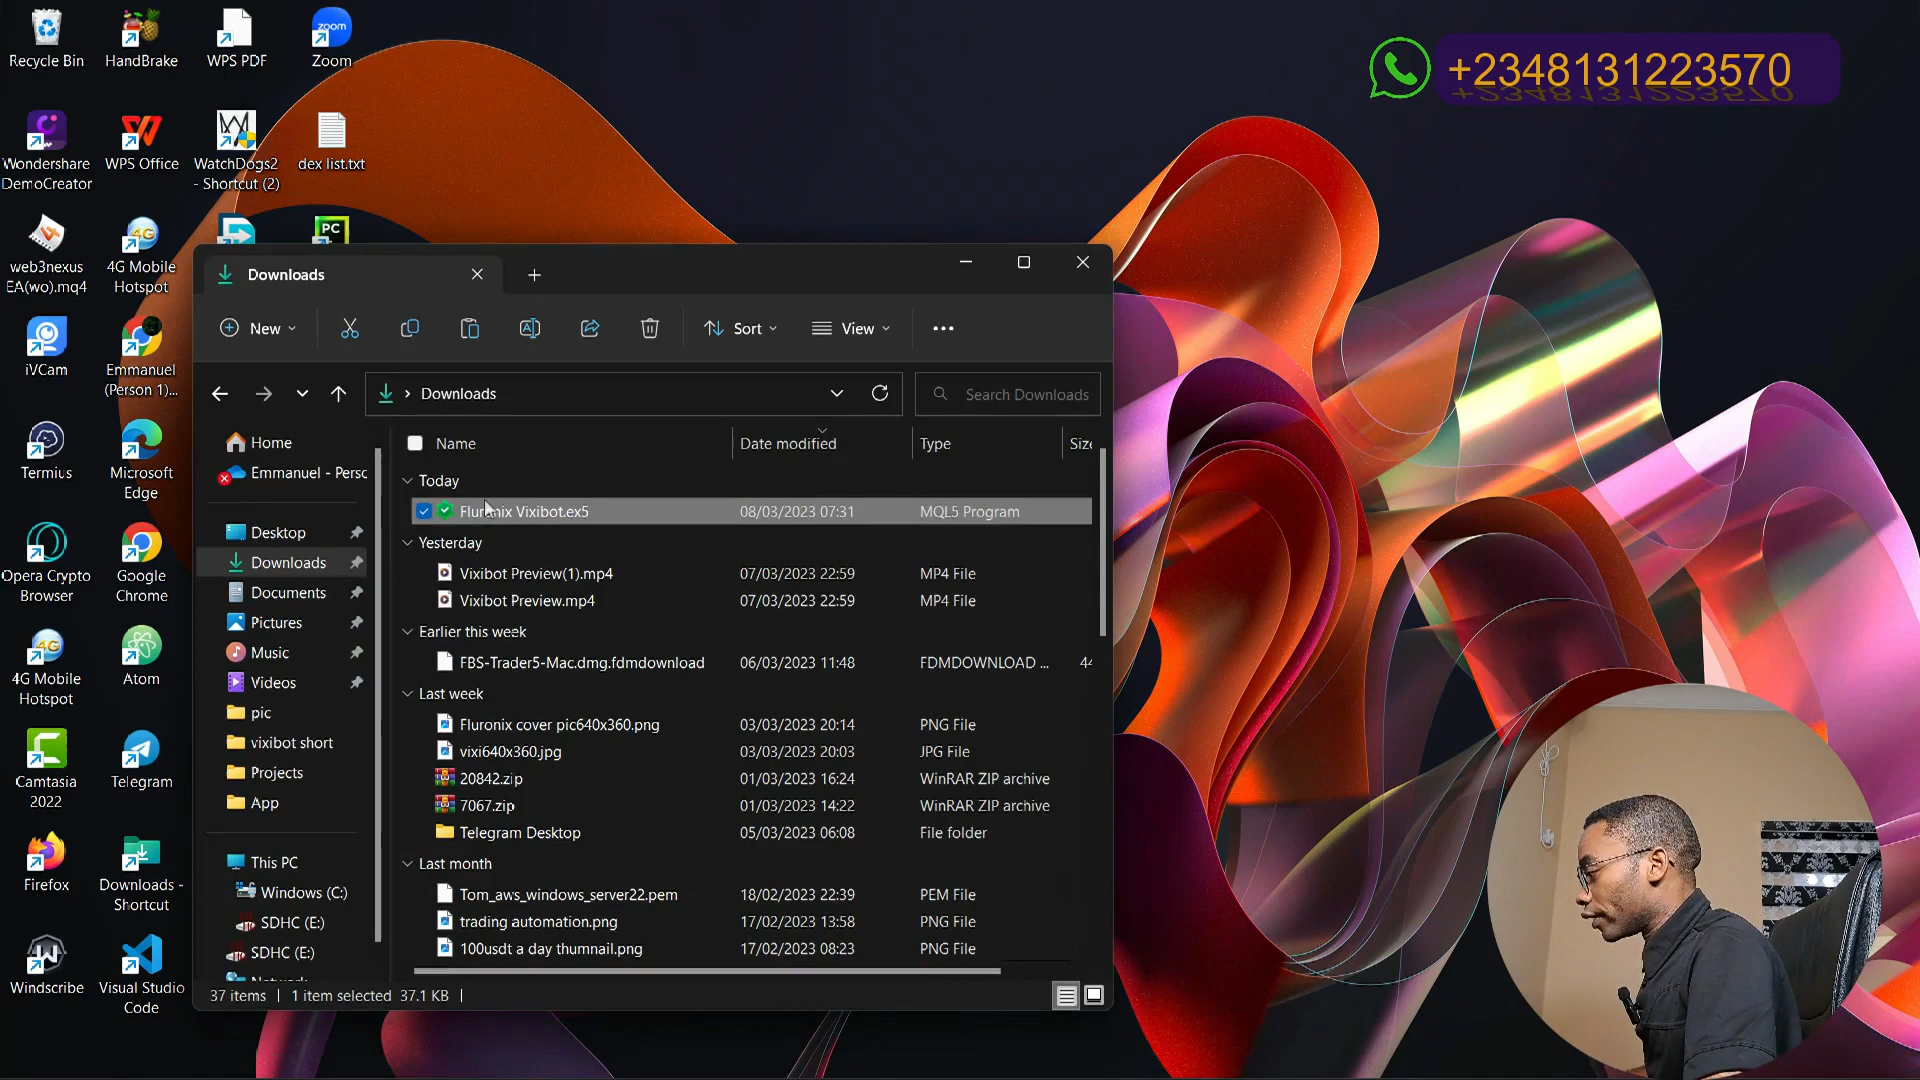 Recycle Bin
HandBrake
WPS PDF
zoom
Zoom
+2348131223570
Wondershare
DemoCreator
WPS Office
WatchDogs2
- Shortcut (2)
dex list.txt
web3nexus
EA(wo).mq4
4G
4G Mobile
Hotspot
PC
iVCam
Emmanuel
(Person 1)...
Termius
Microsoft
Edge
Opera Crypto
Browser
Google
Chrome
4G
4G Mobile
Hotspot
Atom
Camtasia
2022
Telegram
Firefox
Downloads -
Shortcut
Windscribe
Visual Studio
Code
Downloads
New
Sort
View
Downloads
Search Downloads
Home
Emmanuel - Persc
Desktop
Downloads
Documents
Pictures
Music
Videos
pic
vixibot short
Projects
App
This PC
Windows (C:)
SDHC (E:)
SDHC (E:)
Name Date modified Type Size
Today
Fluronix Vixibot.ex5 08/03/2023 07:31 MQL5 Program
Yesterday
Vixibot Preview(1).mp4 07/03/2023 22:59 MP4 File
Vixibot Preview.mp4 07/03/2023 22:59 MP4 File
Earlier this week
FBS-Trader5-Mac.dmg.fdmdownload 06/03/2023 11:48 FDMDOWNLOAD ... 44
Last week
Fluronix cover pic640x360.png 03/03/2023 20:14 PNG File
vixi640x360.jpg 03/03/2023 20:03 JPG File
20842.zip 01/03/2023 16:24 WinRAR ZIP archive
7067.zip 01/03/2023 14:22 WinRAR ZIP archive
Telegram Desktop 05/03/2023 06:08 File folder
Last month
Tom_aws_windows_server22.pem 18/02/2023 22:39 PEM File
trading automation.png 17/02/2023 13:58 PNG File
100usdt a day thumnail.png 17/02/2023 08:23 PNG File
37 items 1 item selected 37.1 KB